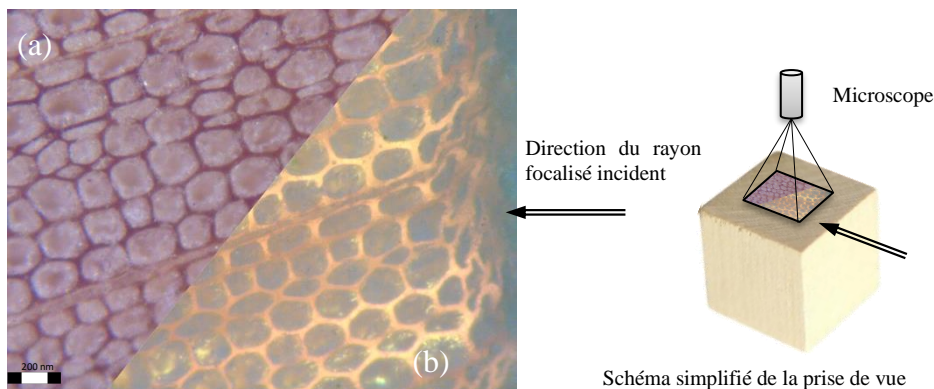 (a)
(b)
200 nm
Direction du rayon
focalisé incident
Microscope
Schéma simplifié de la prise de vue